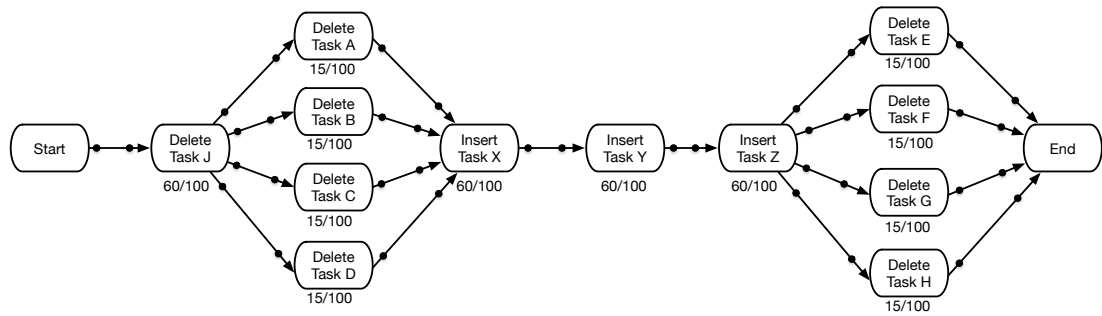 Start
Delete
Task J
60/100
Delete
Task A
15/100
Delete
Task B
15/100
Delete
Task C
15/100
Delete
Task D
15/100
Insert
Task X
60/100
Insert
Task Y
60/100
Insert
Task Z
60/100
Delete
Task E
15/100
Delete
Task F
15/100
Delete
Task G
15/100
Delete
Task H
15/100
End